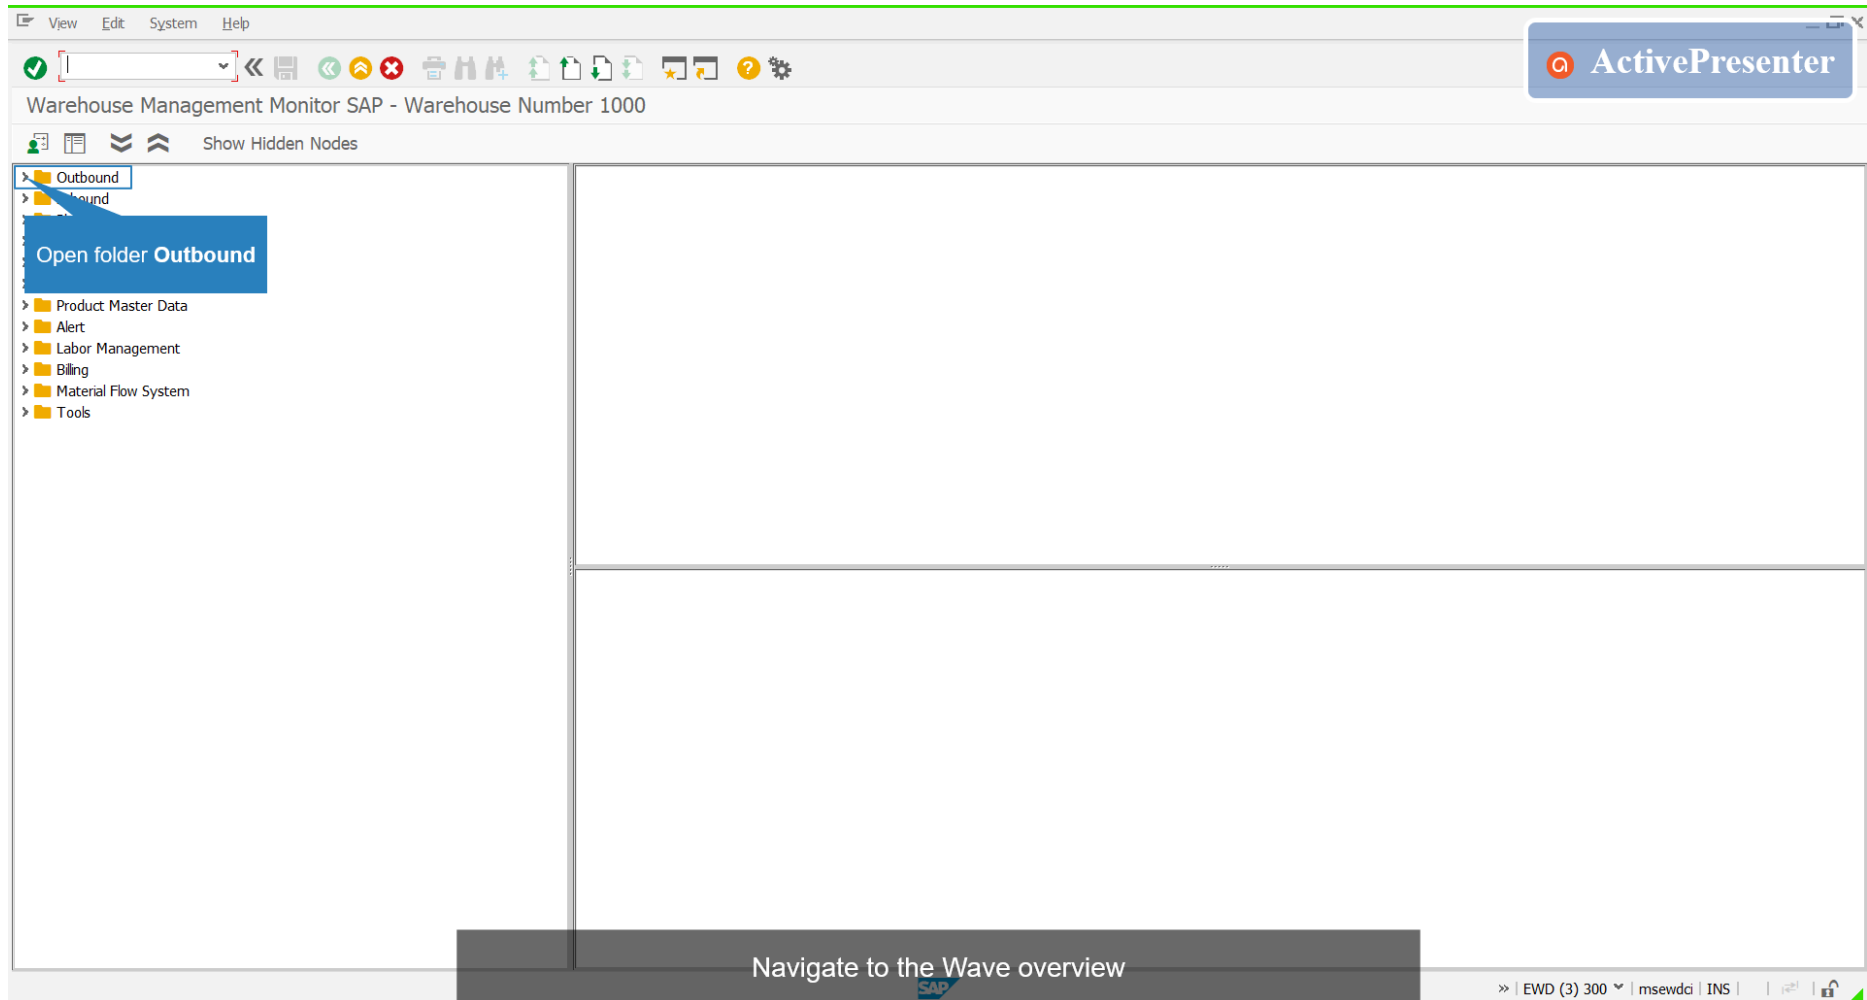 View Edit System Help
ActivePresenter
Warehouse Management Monitor SAP - Warehouse Number 1000
Show Hidden Nodes
Outbound
Open folder Outbound
Product Master Data
Alert
Labor Management
Billing
Material Flow System
Tools
Navigate to the Wave overview
SAP
EWD (3) 300 | msewdci | INS |